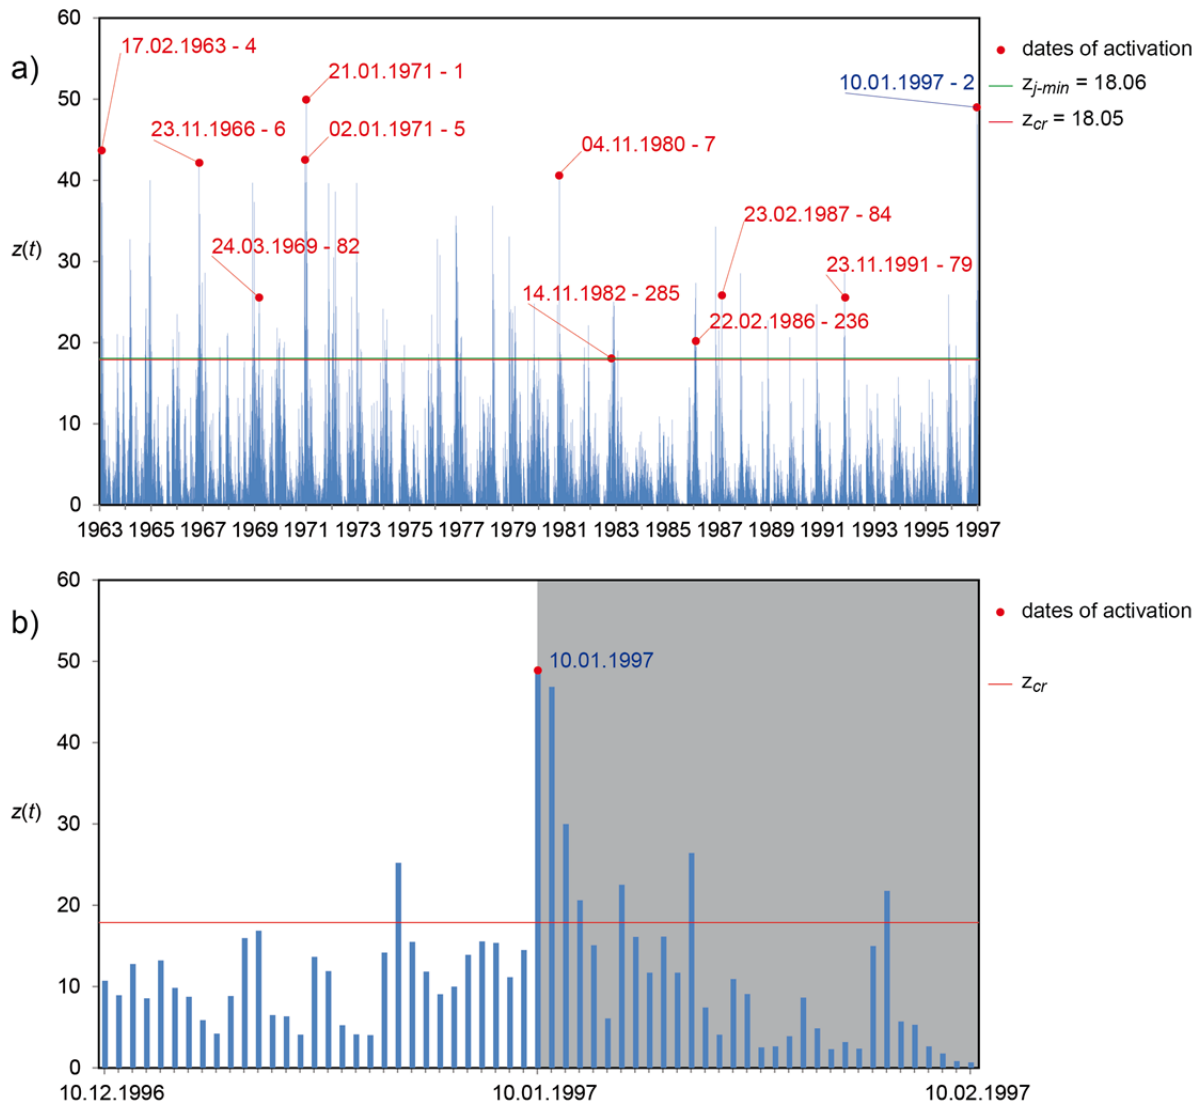 a)
60
50
40
30
20
10
0
z(t)
17.02.1963 - 4
21.01.1971 - 1
10.01.1997 - 2
23.11.1966 - 6
02.01.1971 - 5
04.11.1980 - 7
23.02.1987 - 84
24.03.1969 - 82
23.11.1991 - 79
14.11.1982 - 285
22.02.1986 - 236
1963 1965 1967 1969 1971 1973 1975 1977 1979 1981 1983 1985 1987 1989 1991 1993 1995 1997
dates of activation
zj-min = 18.06
zcr = 18.05
b)
60
50
40
30
20
10
0
z(t)
10.01.1997
10.12.1996 10.01.1997 10.02.1997
dates of activation
zcr